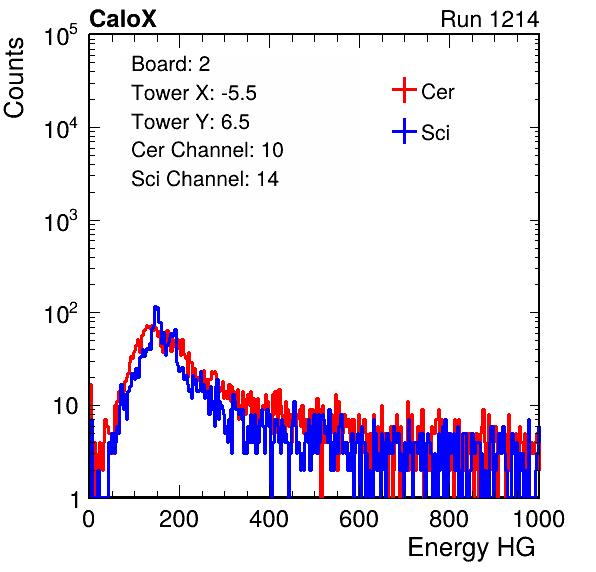 CaloX Run 1214
Counts
Board: 2
Tower X: -5.5
Tower Y: 6.5
Cer Channel: 10
Sci Channel: 14
Cer
Sci
10^5
10^4
10^3
10^2
10
1
0 200 400 600 800 1000
Energy HG